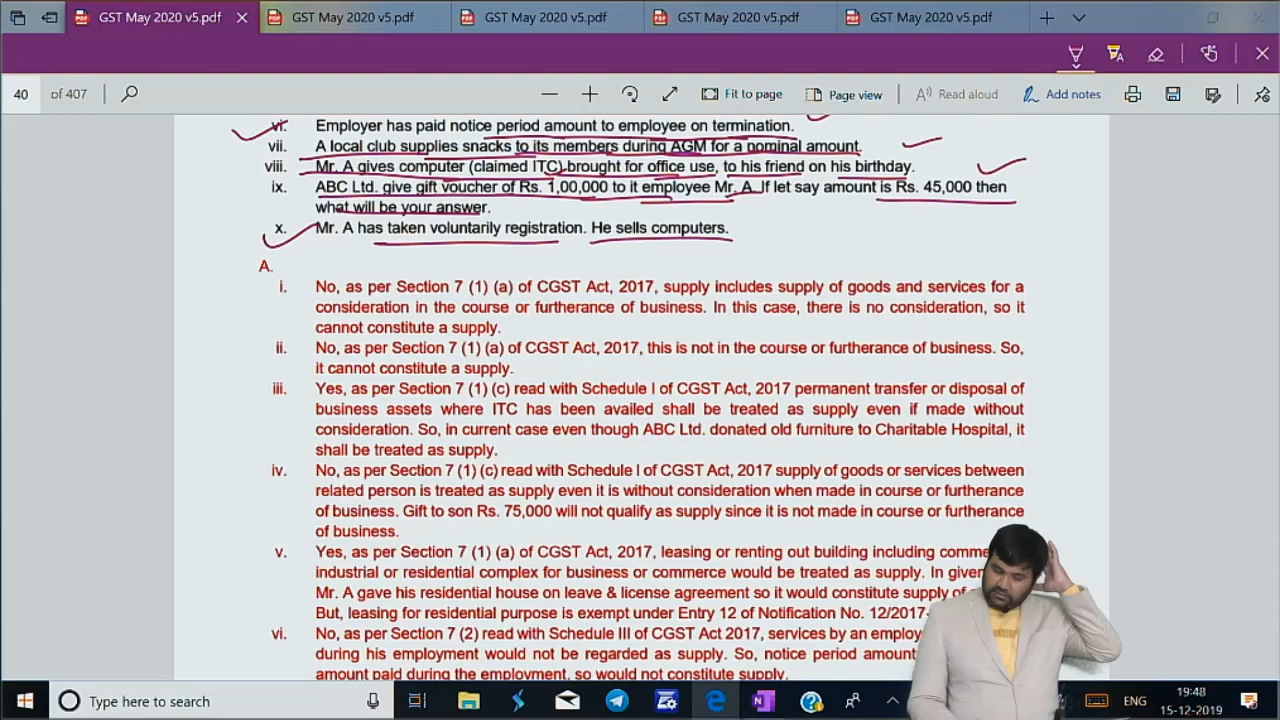 GST May 2020 v5.pdf
GST May 2020 v5.pdf
GST May 2020 v5.pdf
GST May 2020 v5.pdf
GST May 2020 v5.pdf
40 of 407
Fit to page
Page view
Read aloud
Add notes
vi. Employer has paid notice period amount to employee on termination.
vii. A local club supplies snacks to its members during AGM for a nominal amount.
viii. Mr. A gives computer (claimed ITC) brought for office use, to his friend on his birthday.
ix. ABC Ltd. give gift voucher of Rs. 1,00,000 to it employee Mr. A. If let say amount is Rs. 45,000 then
what will be your answer.
x. Mr. A has taken voluntarily registration. He sells computers.
A.
i. No, as per Section 7 (1) (a) of CGST Act, 2017, supply includes supply of goods and services for a
consideration in the course or furtherance of business. In this case, there is no consideration, so it
cannot constitute a supply.
ii. No, as per Section 7 (1) (a) of CGST Act, 2017, this is not in the course or furtherance of business. So,
it cannot constitute a supply.
iii. Yes, as per Section 7 (1) (c) read with Schedule I of CGST Act, 2017 permanent transfer or disposal of
business assets where ITC has been availed shall be treated as supply even if made without
consideration. So, in current case even though ABC Ltd. donated old furniture to Charitable Hospital, it
shall be treated as supply.
iv. No, as per Section 7 (1) (c) read with Schedule I of CGST Act, 2017 supply of goods or services between
related person is treated as supply even it is without consideration when made in course or furtherance
of business. Gift to son Rs. 75,000 will not qualify as supply since it is not made in course or furtherance
of business.
v. Yes, as per Section 7 (1) (a) of CGST Act, 2017, leasing or renting out building including
industrial or residential complex for business or commerce would be treated as supply. In
Mr. A gave his residential house on leave & license agreement so it would constitute supply
But, leasing for residential purpose is exempt under Entry 12 of Notification No. 12/2017-
vi. No, as per Section 7 (2) read with Schedule III of CGST Act 2017, services by an
during his employment would not be regarded as supply. So, notice period amount
amount paid during the employment, so would not constitute supply.
Type here to search
ENG
19:48
15-12-2019